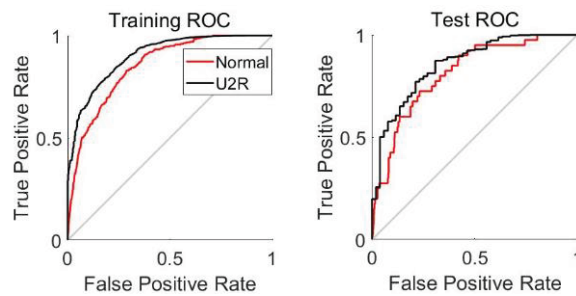 Training ROC
1
0.5
0
True Positive Rate
Normal
U2R
0
0.5
1
False Positive Rate
Test ROC
1
0.5
0
True Positive Rate
0
0.5
1
False Positive Rate